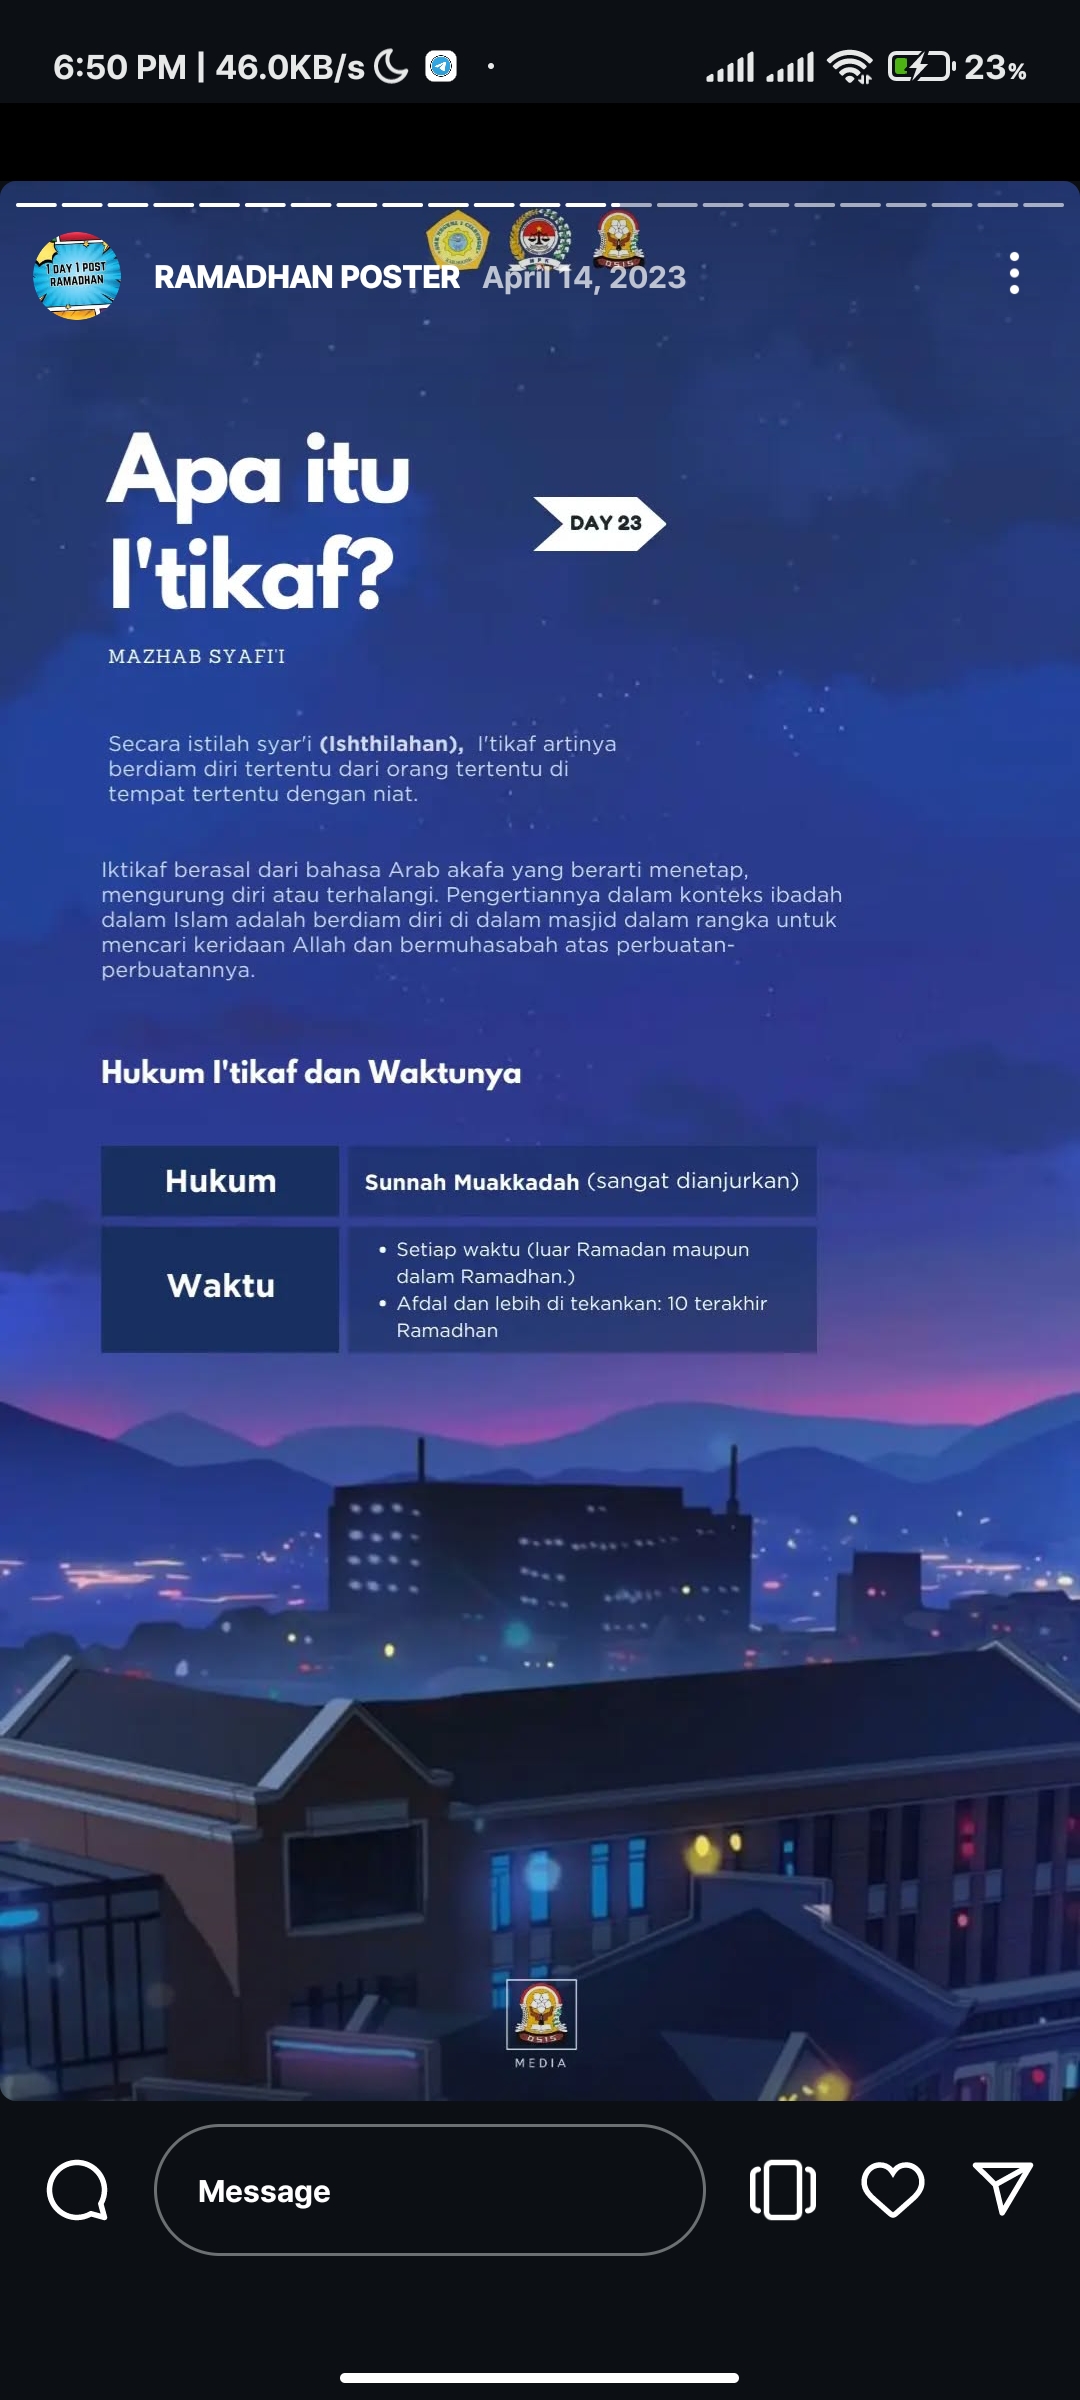 6:50 PM | 46.0KB/s
23%
1 DAY 1 POST
RAMADHAN
RAMADHAN POSTER April 14, 2023
Apa itu
I'tikaf?
DAY 23
MAZHAB SYAFI'I
Secara istilah syar'i (Ishthilahan), I'tikaf artinya
berdiam diri tertentu dari orang tertentu di
tempat tertentu dengan niat.
Iktikaf berasal dari bahasa Arab akafa yang berarti menetap,
mengurung diri atau terhalangi. Pengertiannya dalam konteks ibadah
dalam Islam adalah berdiam diri di dalam masjid dalam rangka untuk
mencari keridaan Allah dan bermuhasabah atas perbuatan-
perbuatannya.
Hukum I'tikaf dan Waktunya
Hukum
Sunnah Muakkadah (sangat dianjurkan)
Waktu
• Setiap waktu (luar Ramadan maupun
dalam Ramadhan.)
• Afdal dan lebih di tekankan: 10 terakhir
Ramadhan
OSIS
MEDIA
Message